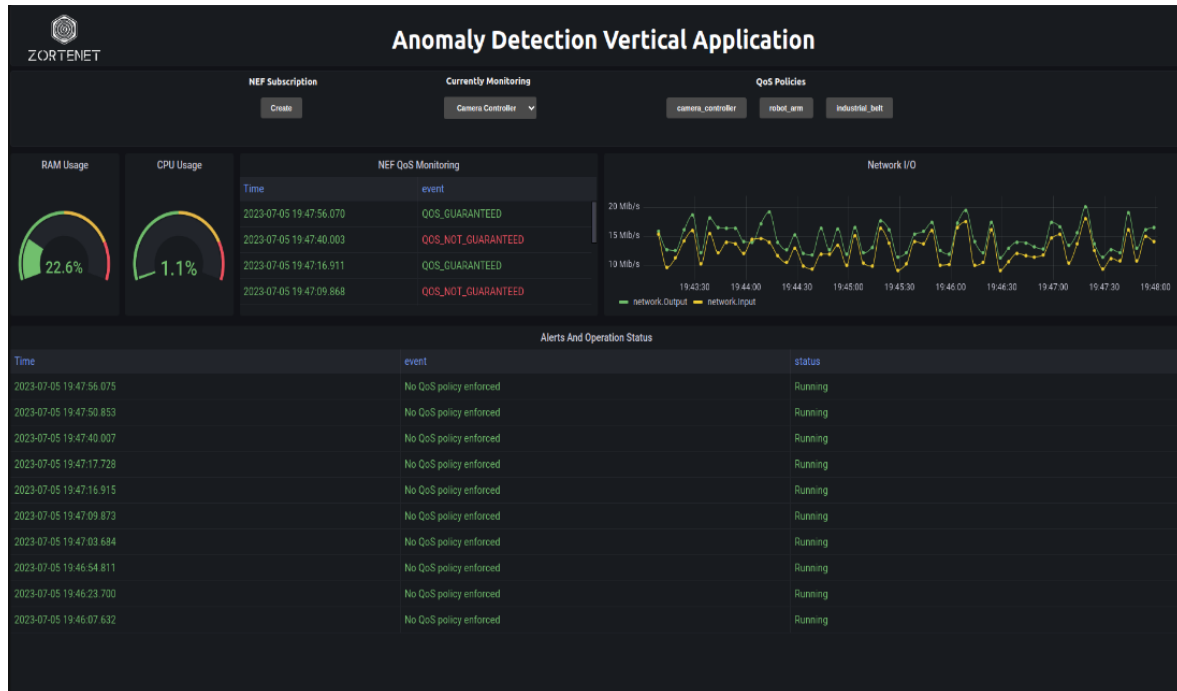 ZORTENET
Anomaly Detection Vertical Application
NEF Subscription
Create
Currently Monitoring
Camera Controller
QoS Policies
camera_controller robot_arm industrial_belt
RAM Usage
22.6%
CPU Usage
1.1%
NEF QoS Monitoring
Time event
2023-07-05 19:47:56.070 QOS_GUARANTEED
2023-07-05 19:47:40.003 QOS_NOT_GUARANTEED
2023-07-05 19:47:16.911 QOS_GUARANTEED
2023-07-05 19:47:09.868 QOS_NOT_GUARANTEED
Network I/O
20 Mib/s
15 Mib/s
10 Mib/s
19:43:30 19:44:00 19:44:30 19:45:00 19:45:30 19:46:00 19:46:30 19:47:00 19:47:30 19:48:00
network.Output network.Input
Alerts And Operation Status
Time event status
2023-07-05 19:47:56.075 No QoS policy enforced Running
2023-07-05 19:47:50.853 No QoS policy enforced Running
2023-07-05 19:47:40.007 No QoS policy enforced Running
2023-07-05 19:47:17.728 No QoS policy enforced Running
2023-07-05 19:47:16.915 No QoS policy enforced Running
2023-07-05 19:47:09.873 No QoS policy enforced Running
2023-07-05 19:47:03.684 No QoS policy enforced Running
2023-07-05 19:46:54.811 No QoS policy enforced Running
2023-07-05 19:46:23.700 No QoS policy enforced Running
2023-07-05 19:46:07.632 No QoS policy enforced Running